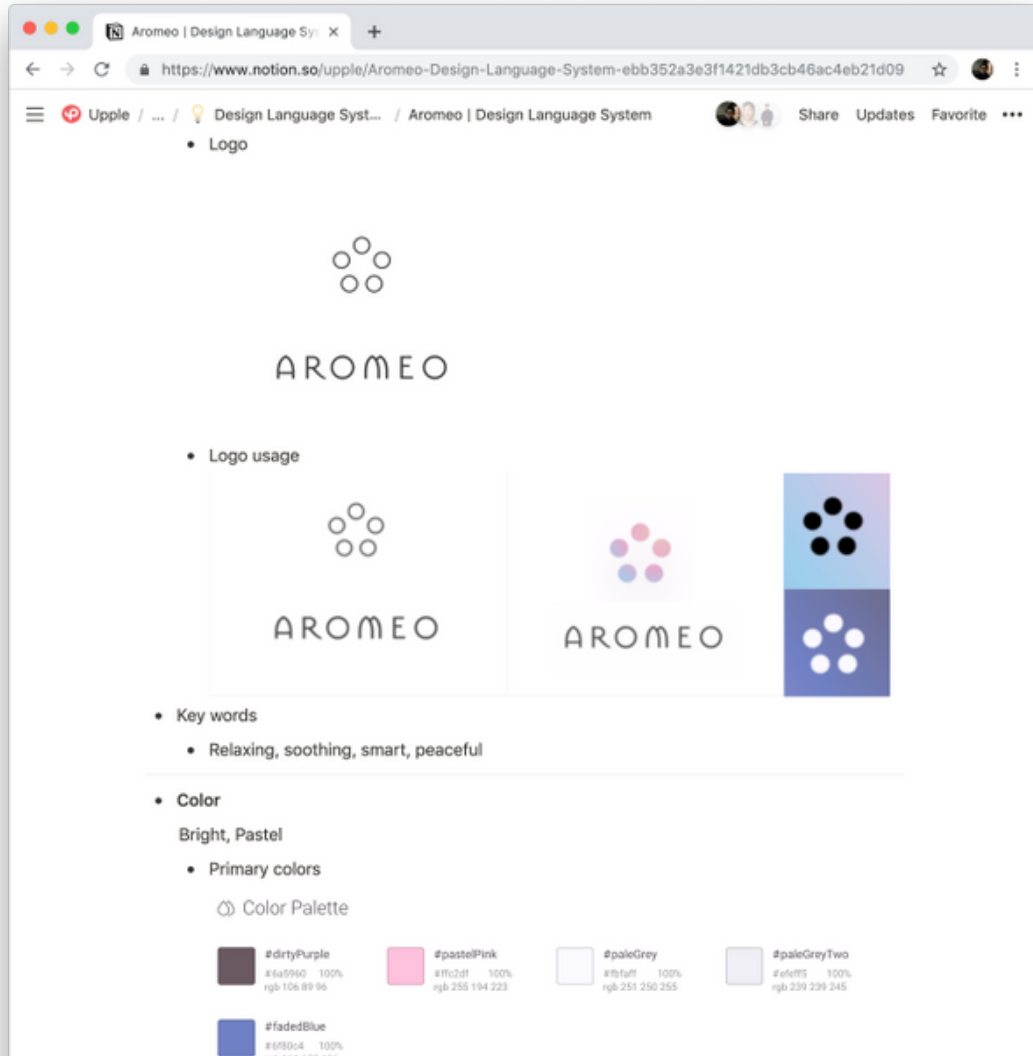 Aromeo | Design Language Sy
https://www.notion.so/upple/Aromeo-Design-Language-System-ebb352a3e3f1421db3cb46ac4eb21d09
Upple / ... / Design Language Syst... / Aromeo | Design Language System Share Updates Favorite
• Logo
AROMEO
• Logo usage
AROMEO AROMEO
• Key words
• Relaxing, soothing, smart, peaceful
• Color
Bright, Pastel
• Primary colors
Color Palette
#dirtyPurple #pastelPink #paleGrey #paleGreyTwo
#6a5960 100% #ffc2df 100% #fbfaff 100% #efeff5 100%
rgb 106 89 96 rgb 255 194 223 rgb 251 250 255 rgb 239 239 245
#fadedBlue
#6f80c4 100%